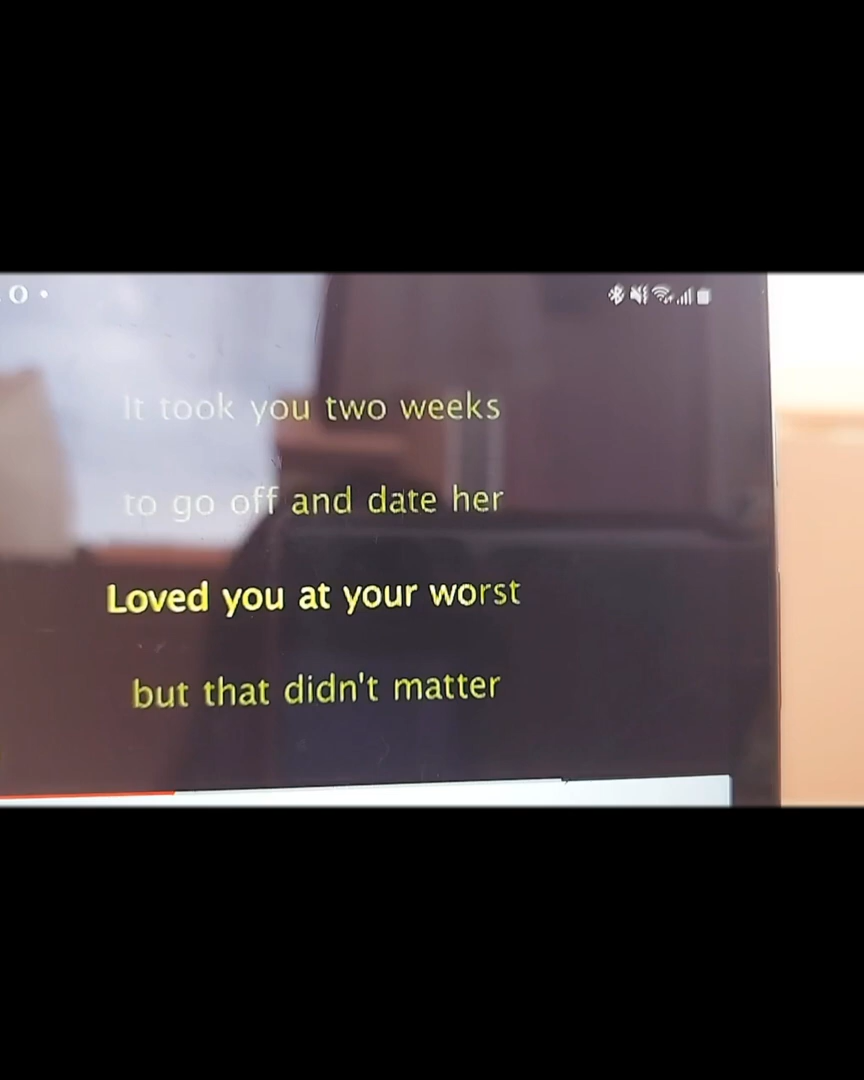 O
It took you two weeks
to go off and date her
Loved you at your worst
but that didn't matter